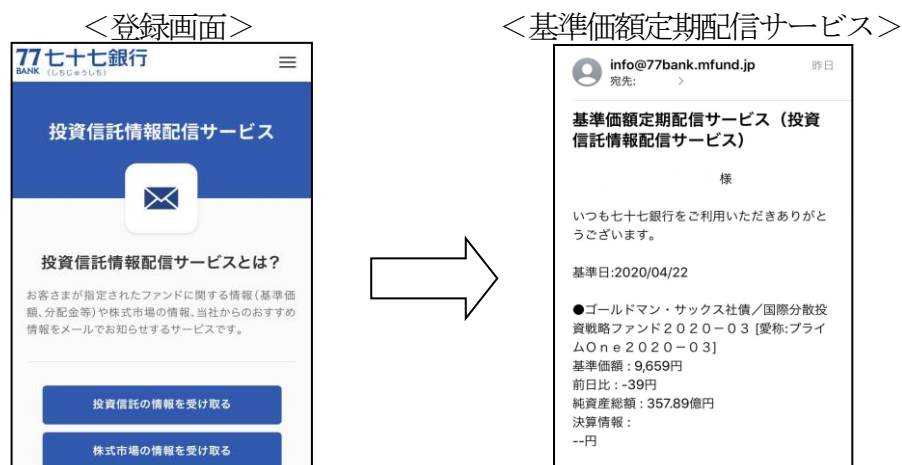 ＜登録画面＞
77 七十七銀行
BANK (しちじゅうしち)
投資信託情報配信サービス
投資信託情報配信サービスとは？
お客さまが指定されたファンドに関する情報（基準価
額、分配金等）や株式市場の情報、当社からのおすすめ
情報をメールでお知らせするサービスです。
投資信託の情報を受け取る
株式市場の情報を受け取る
＜基準価額定期配信サービス＞
info@77bank.mfund.jp 昨日
宛先: >
基準価額定期配信サービス（投資
信託情報配信サービス）
様
いつも七十七銀行をご利用いただきありがと
うございます。
基準日:2020/04/22
●ゴールドマン・サックス社債／国際分散投
資戦略ファンド２０２０－０３ [愛称:プライ
ムＯｎｅ２０２０－０３]
基準価額 : 9,659円
前日比 : -39円
純資産総額 : 357.89億円
決算情報 :
--円